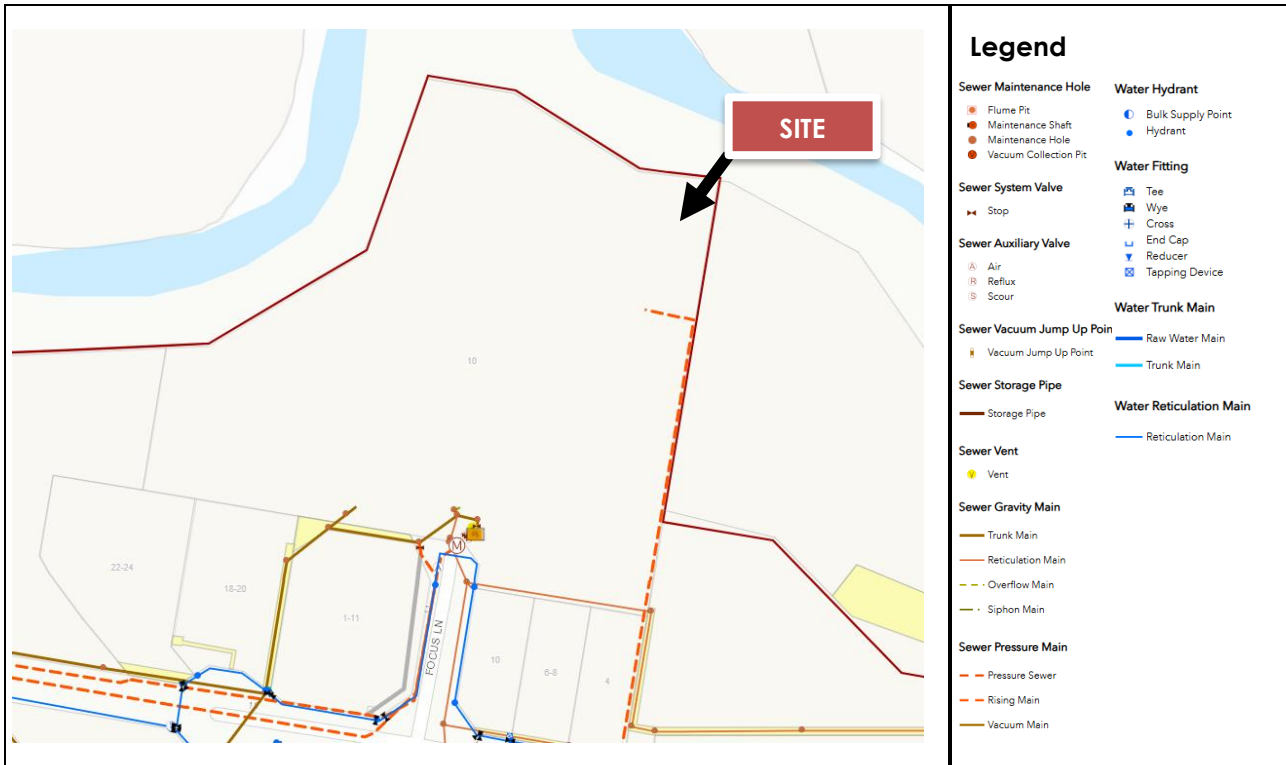 SITE
10
22-24
18-20
1-11
11
FOCUS LN
M
10
6-8
4
Legend
Sewer Maintenance Hole
Flume Pit
Maintenance Shaft
Maintenance Hole
Vacuum Collection Pit
Sewer System Valve
Stop
Sewer Auxiliary Valve
A Air
R Reflux
S Scour
Sewer Vacuum Jump Up Poin
Vacuum Jump Up Point
Sewer Storage Pipe
Storage Pipe
Sewer Vent
V Vent
Sewer Gravity Main
Trunk Main
Reticulation Main
Overflow Main
Siphon Main
Sewer Pressure Main
Pressure Sewer
Rising Main
Vacuum Main
Water Hydrant
Bulk Supply Point
Hydrant
Water Fitting
Tee
Wye
Cross
End Cap
Reducer
Tapping Device
Water Trunk Main
Raw Water Main
Trunk Main
Water Reticulation Main
Reticulation Main